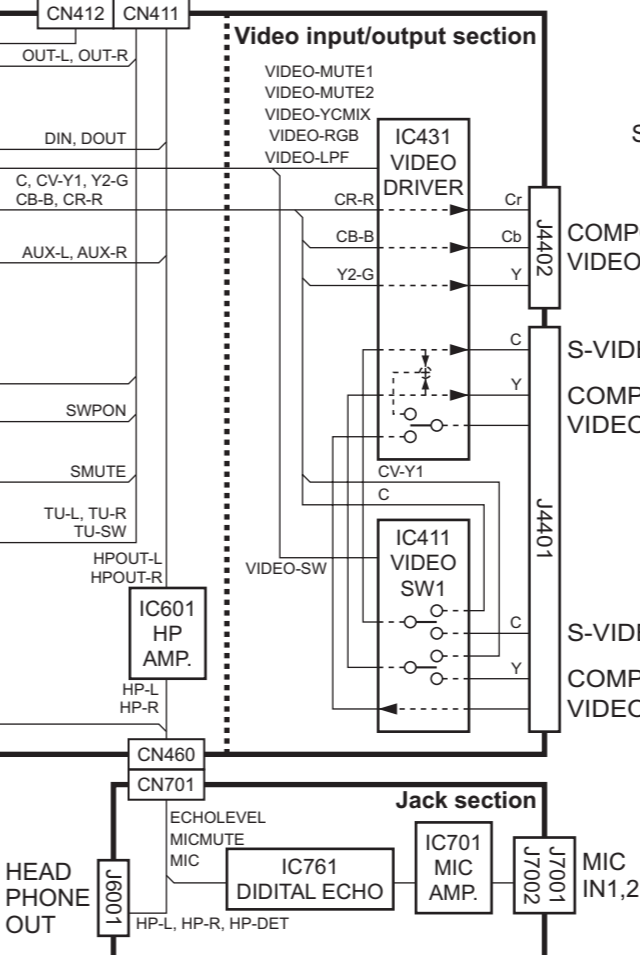 CN412
CN411
Video input/output section
OUT-L, OUT-R
VIDEO-MUTE1
VIDEO-MUTE2
VIDEO-YCMIX
VIDEO-RGB
VIDEO-LPF
DIN, DOUT
IC431
VIDEO
DRIVER
C, CV-Y1, Y2-G
CB-B, CR-R
CR-R
Cr
CB-B
Cb
Y2-G
Y
J4402
COMP
VIDEO
AUX-L, AUX-R
C
S-VID
Y
COMP
VIDEO
SWPON
SMUTE
CV-Y1
C
TU-L, TU-R
TU-SW
J4401
HPOUT-L
HPOUT-R
VIDEO-SW
IC411
VIDEO
SW1
IC601
HP
AMP.
C
S-VID
Y
COMP
VIDEO
HP-L
HP-R
CN460
CN701
Jack section
ECHOLEVEL
MICMUTE
MIC
IC761
DIDITAL ECHO
IC701
MIC
AMP.
J7001
J7002
MIC
IN1,2
HEAD
PHONE
OUT
J6001
HP-L, HP-R, HP-DET